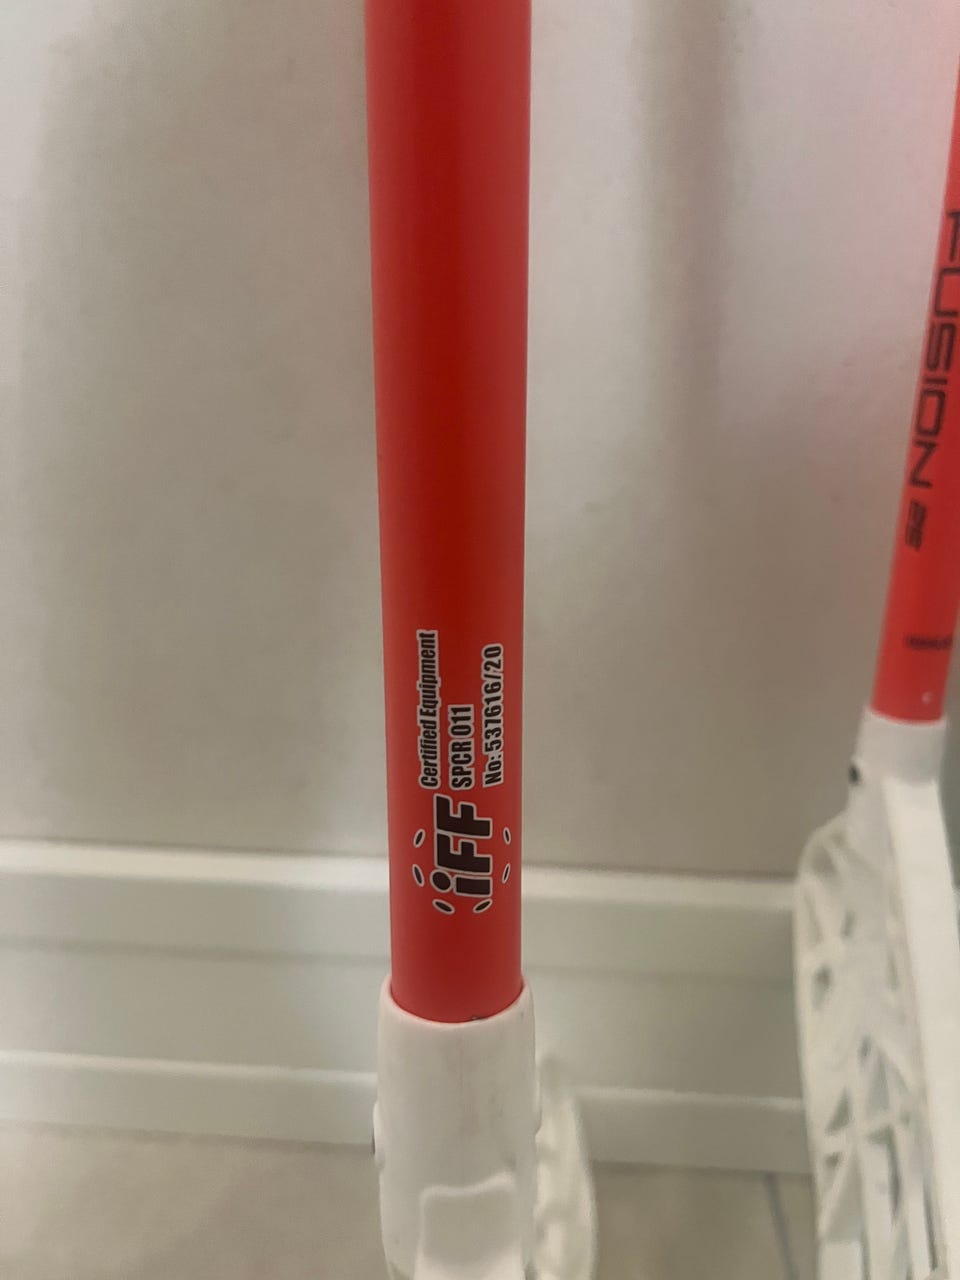 iFF
Certified Equipment
SPCR 011
No: 537616/20
FUSION